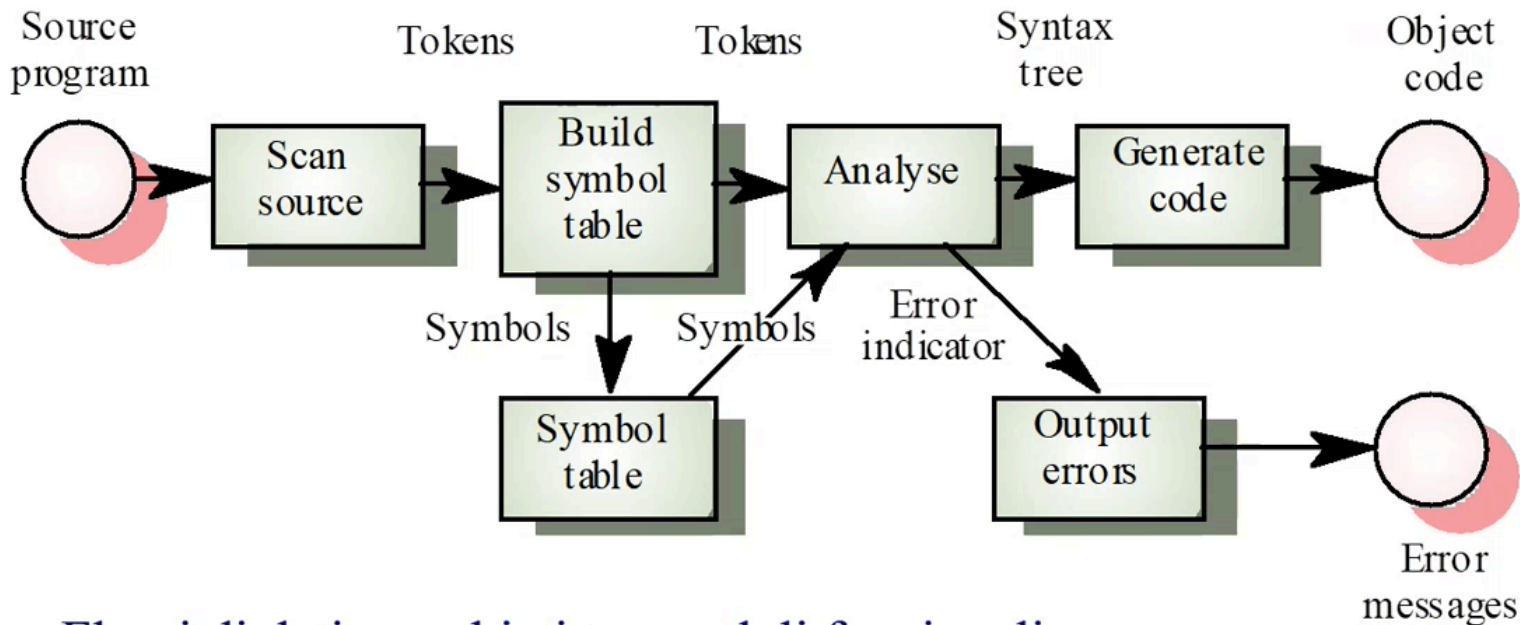 Source
program
Tokens
Tokens
Syntax
tree
Object
code
Scan
source
Build
symbol
table
Analyse
Generate
code
Symbols
Symbols
Error
indicator
Symbol
table
Output
errors
Error
messages